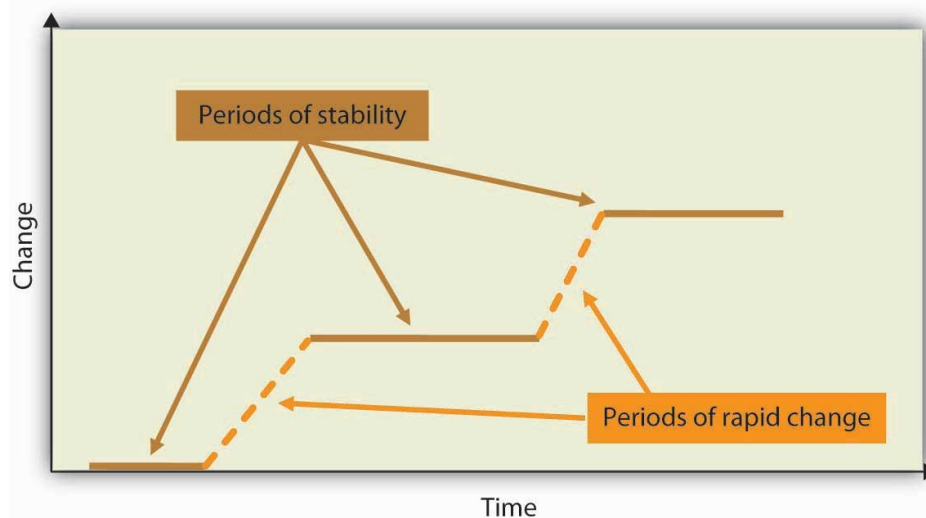 Periods of stability
Change
Periods of rapid change
Time